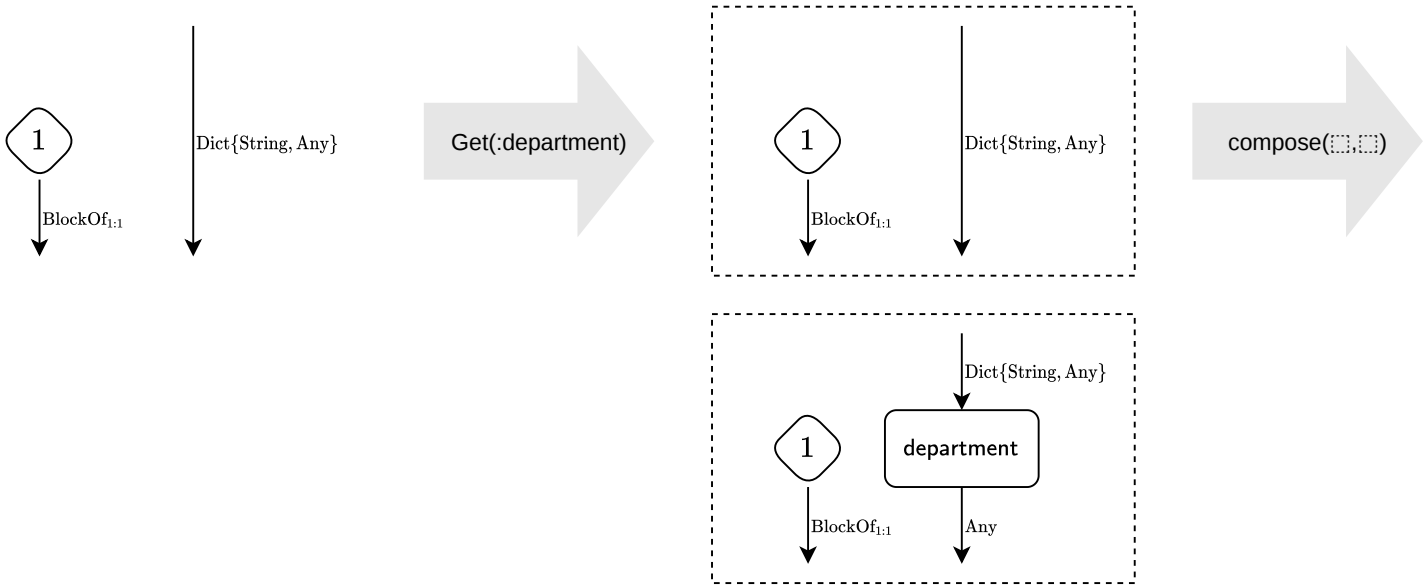 1
BlockOf1:1
Dict{String, Any}
Get(:department)
1
BlockOf1:1
Dict{String, Any}
compose(⬚,⬚)
Dict{String, Any}
1
department
BlockOf1:1
Any